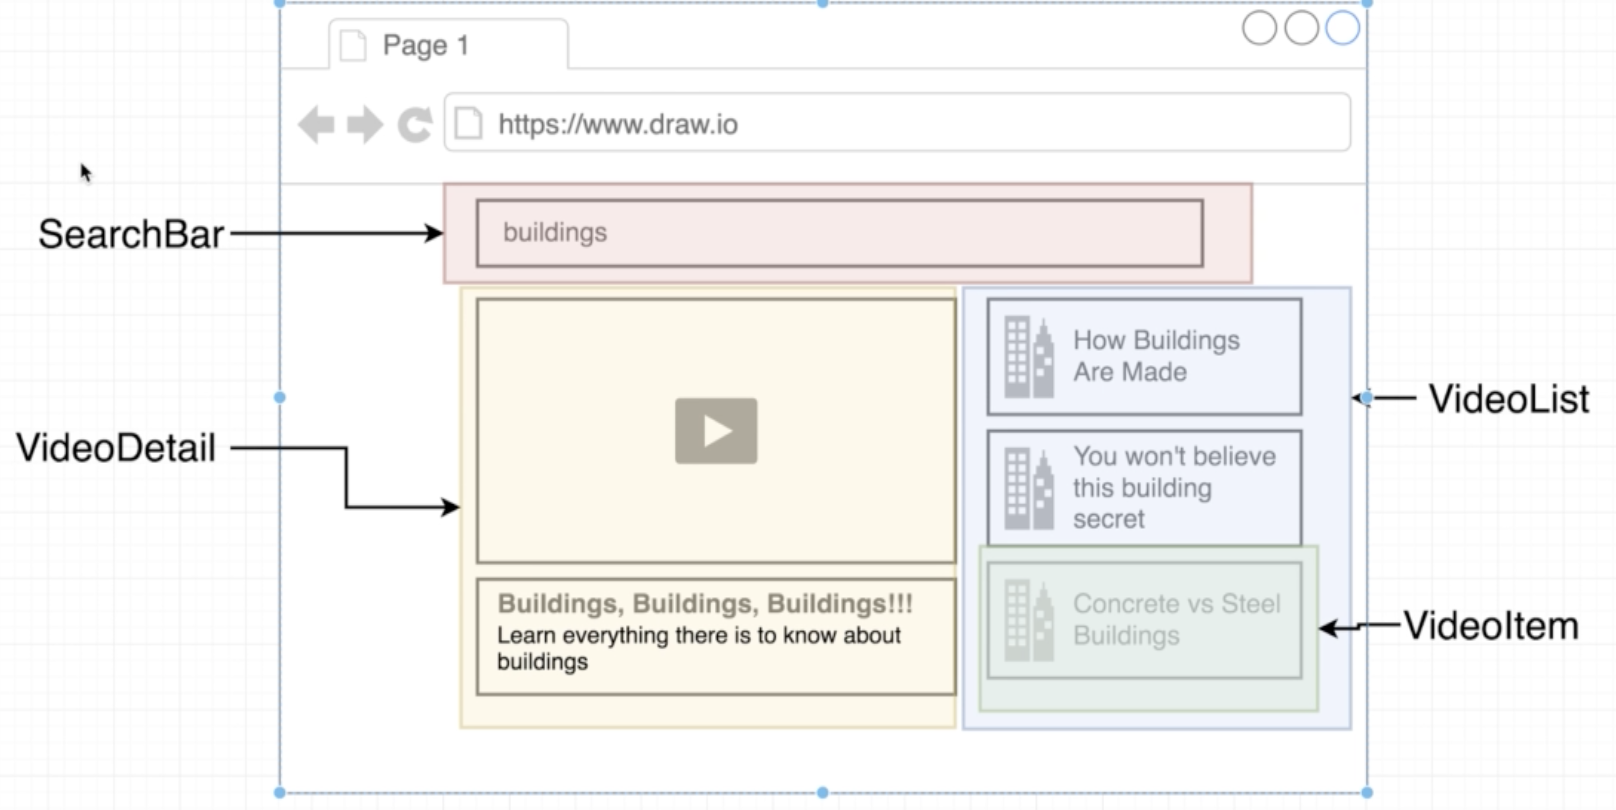 Page 1
https://www.draw.io
SearchBar
buildings
VideoDetail
Buildings, Buildings, Buildings!!!
Learn everything there is to know about
buildings
How Buildings
Are Made
You won't believe
this building
secret
Concrete vs Steel
Buildings
VideoList
VideoItem